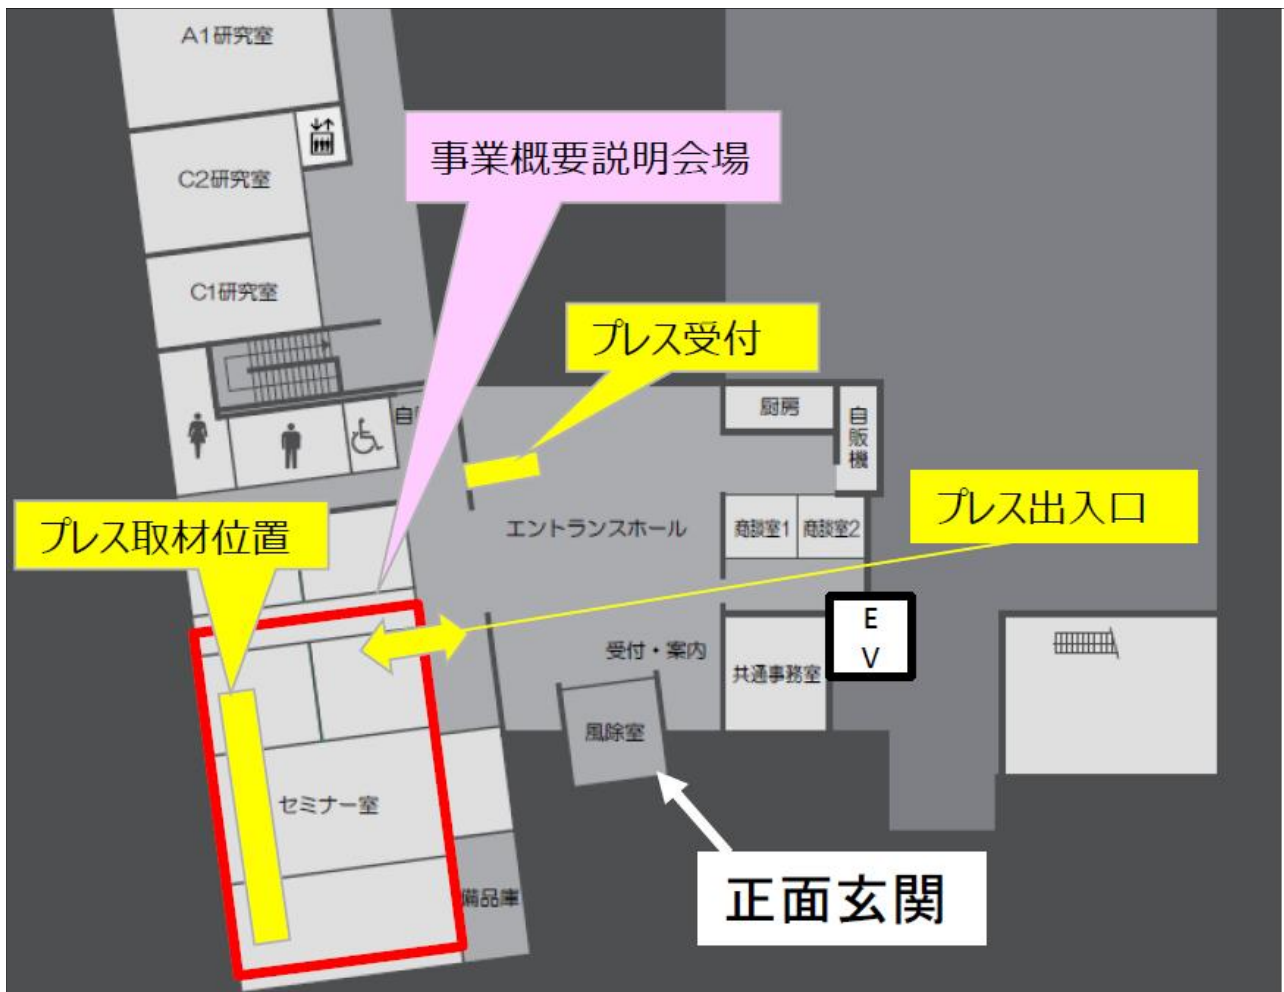 A1研究室
事業概要説明会場
C2研究室
C1研究室
プレス受付
厨房
自販機
自
プレス出入口
プレス取材位置
エントランスホール
商談室1
商談室2
E
V
受付・案内
共通事務室
風除室
セミナー室
正面玄関
備品庫